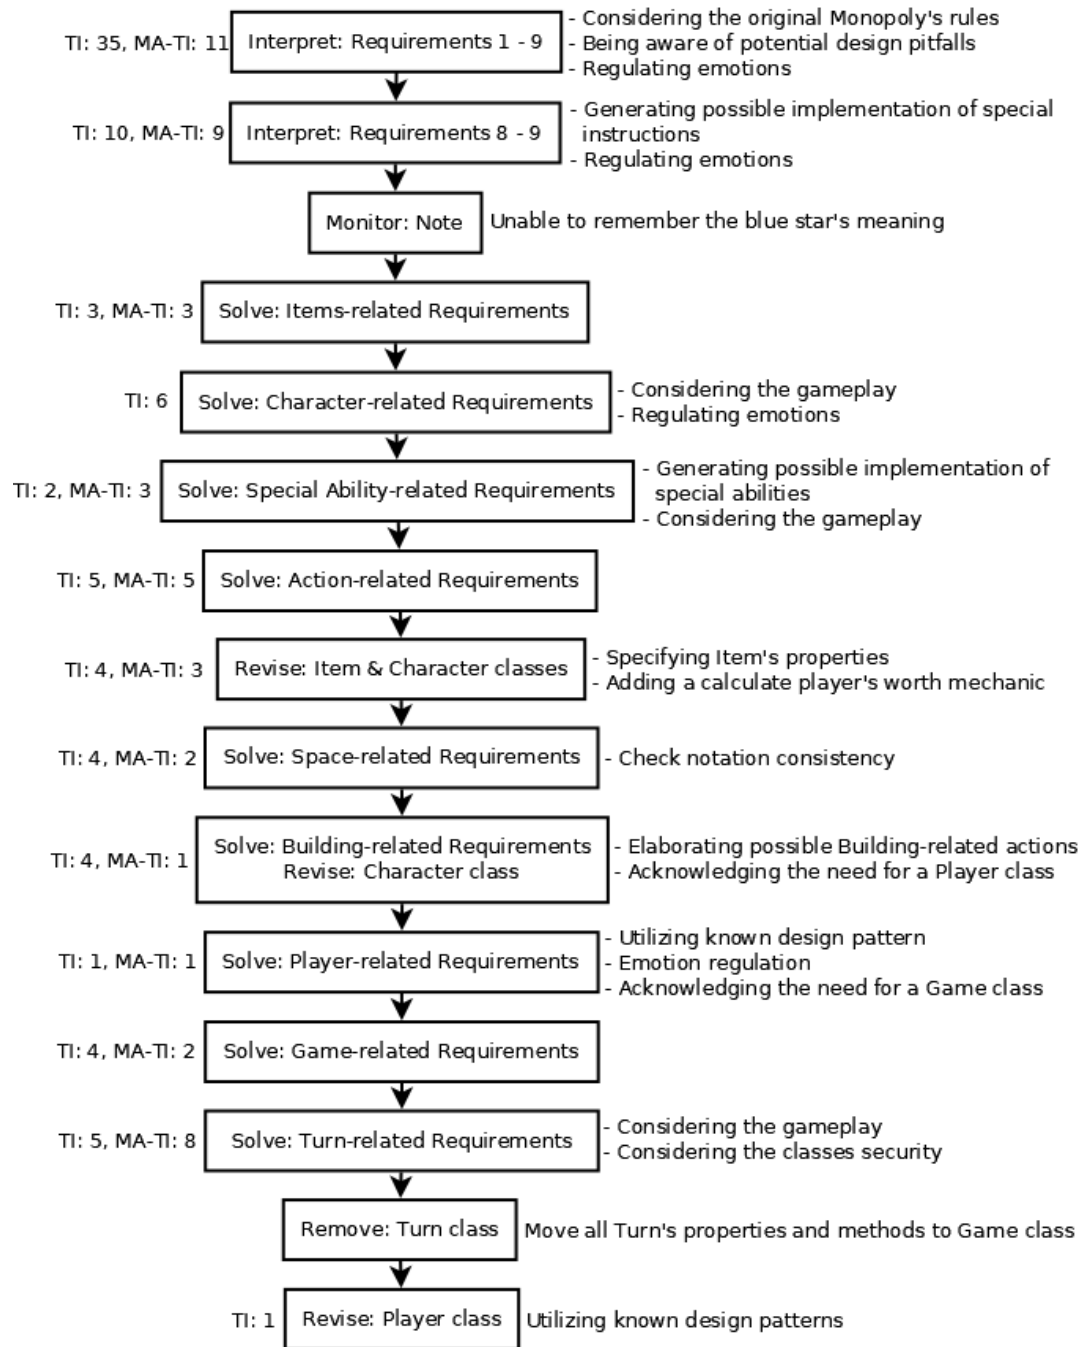 TI: 35, MA-TI: 11
Interpret: Requirements 1 - 9
- Considering the original Monopoly's rules
- Being aware of potential design pitfalls
- Regulating emotions
TI: 10, MA-TI: 9
Interpret: Requirements 8 - 9
- Generating possible implementation of special
instructions
- Regulating emotions
Monitor: Note
Unable to remember the blue star's meaning
TI: 3, MA-TI: 3
Solve: Items-related Requirements
TI: 6
Solve: Character-related Requirements
- Considering the gameplay
- Regulating emotions
TI: 2, MA-TI: 3
Solve: Special Ability-related Requirements
- Generating possible implementation of
special abilities
- Considering the gameplay
TI: 5, MA-TI: 5
Solve: Action-related Requirements
TI: 4, MA-TI: 3
Revise: Item & Character classes
- Specifying Item's properties
- Adding a calculate player's worth mechanic
TI: 4, MA-TI: 2
Solve: Space-related Requirements
- Check notation consistency
TI: 4, MA-TI: 1
Solve: Building-related Requirements
Revise: Character class
- Elaborating possible Building-related actions
- Acknowledging the need for a Player class
TI: 1, MA-TI: 1
Solve: Player-related Requirements
- Utilizing known design pattern
- Emotion regulation
- Acknowledging the need for a Game class
TI: 4, MA-TI: 2
Solve: Game-related Requirements
TI: 5, MA-TI: 8
Solve: Turn-related Requirements
- Considering the gameplay
- Considering the classes security
Remove: Turn class
Move all Turn's properties and methods to Game class
TI: 1
Revise: Player class
Utilizing known design patterns